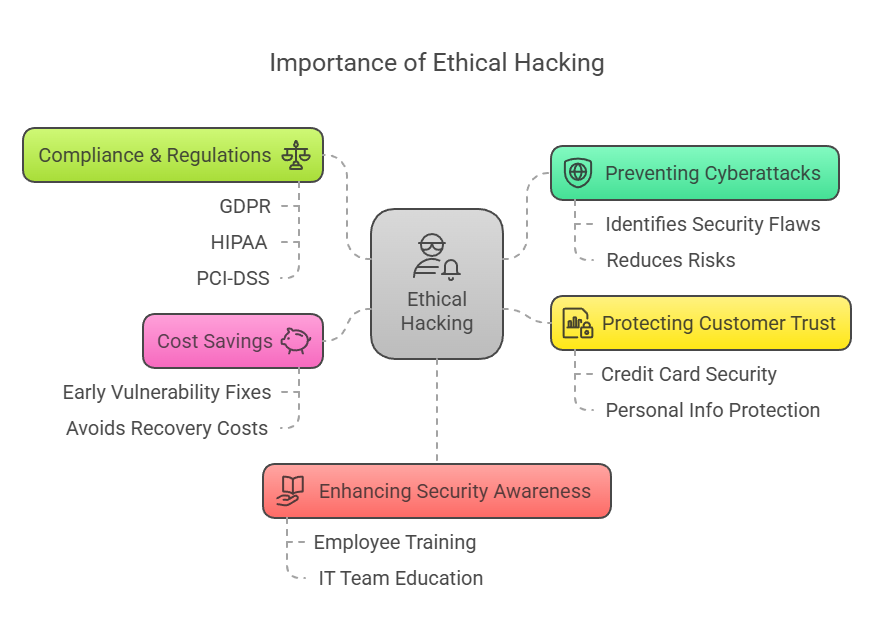 Importance of Ethical Hacking
Compliance & Regulations
GDPR
HIPAA
PCI-DSS
Cost Savings
Early Vulnerability Fixes
Avoids Recovery Costs
Ethical
Hacking
Preventing Cyberattacks
Identifies Security Flaws
Reduces Risks
Protecting Customer Trust
Credit Card Security
Personal Info Protection
Enhancing Security Awareness
Employee Training
IT Team Education